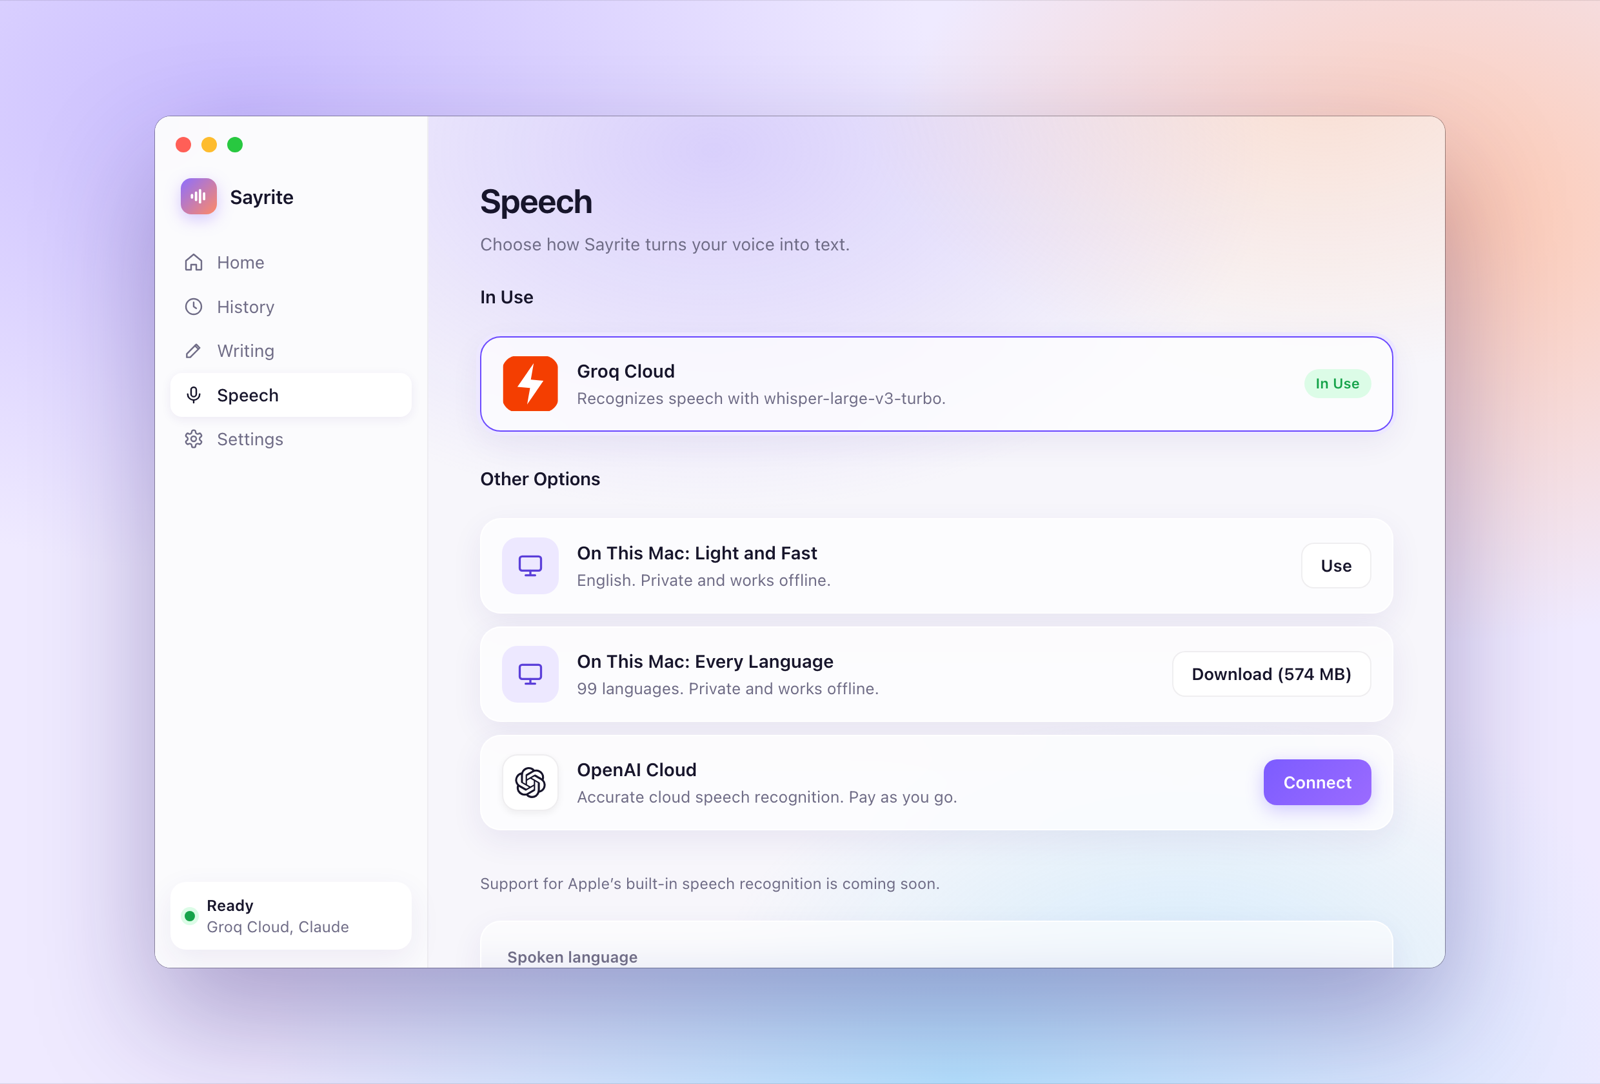 Sayrite
Home
History
Writing
Speech
Settings
Ready
Groq Cloud, Claude
Speech
Choose how Sayrite turns your voice into text.
In Use
Groq Cloud
Recognizes speech with whisper-large-v3-turbo.
In Use
Other Options
On This Mac: Light and Fast
English. Private and works offline.
Use
On This Mac: Every Language
99 languages. Private and works offline.
Download (574 MB)
OpenAI Cloud
Accurate cloud speech recognition. Pay as you go.
Connect
Support for Apple’s built-in speech recognition is coming soon.
Spoken language